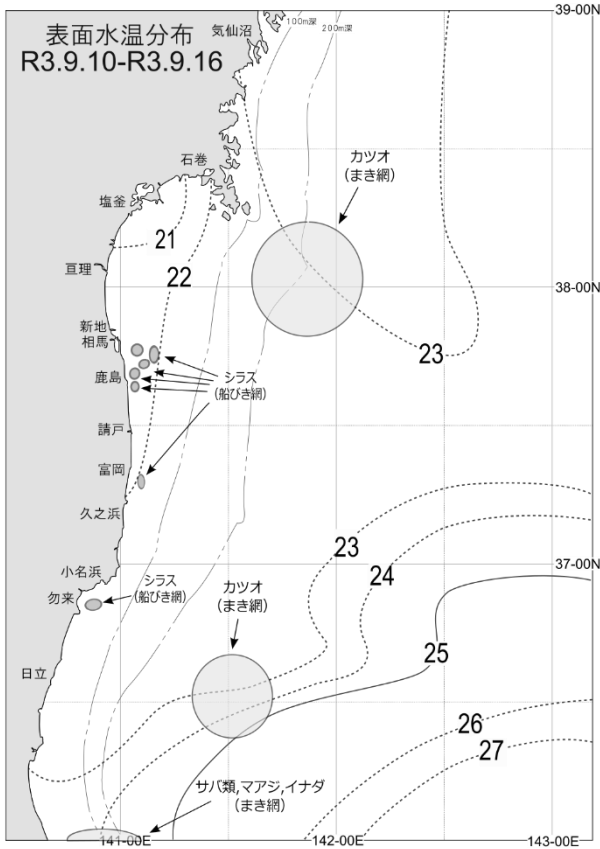 表面水温分布
R3.9.10-R3.9.16
気仙沼
100m深
200m深
39-00N
カツオ
(まき網)
石巻
塩釜
21
22
亘理
38-00N
新地
相馬
23
鹿島
シラス
(船びき網)
請戸
富岡
久之浜
23
24
37-00N
小名浜
勿来
シラス
(船びき網)
カツオ
(まき網)
25
日立
26
27
サバ類,マアジ,イナダ
(まき網)
141-00E
142-00E
143-00E